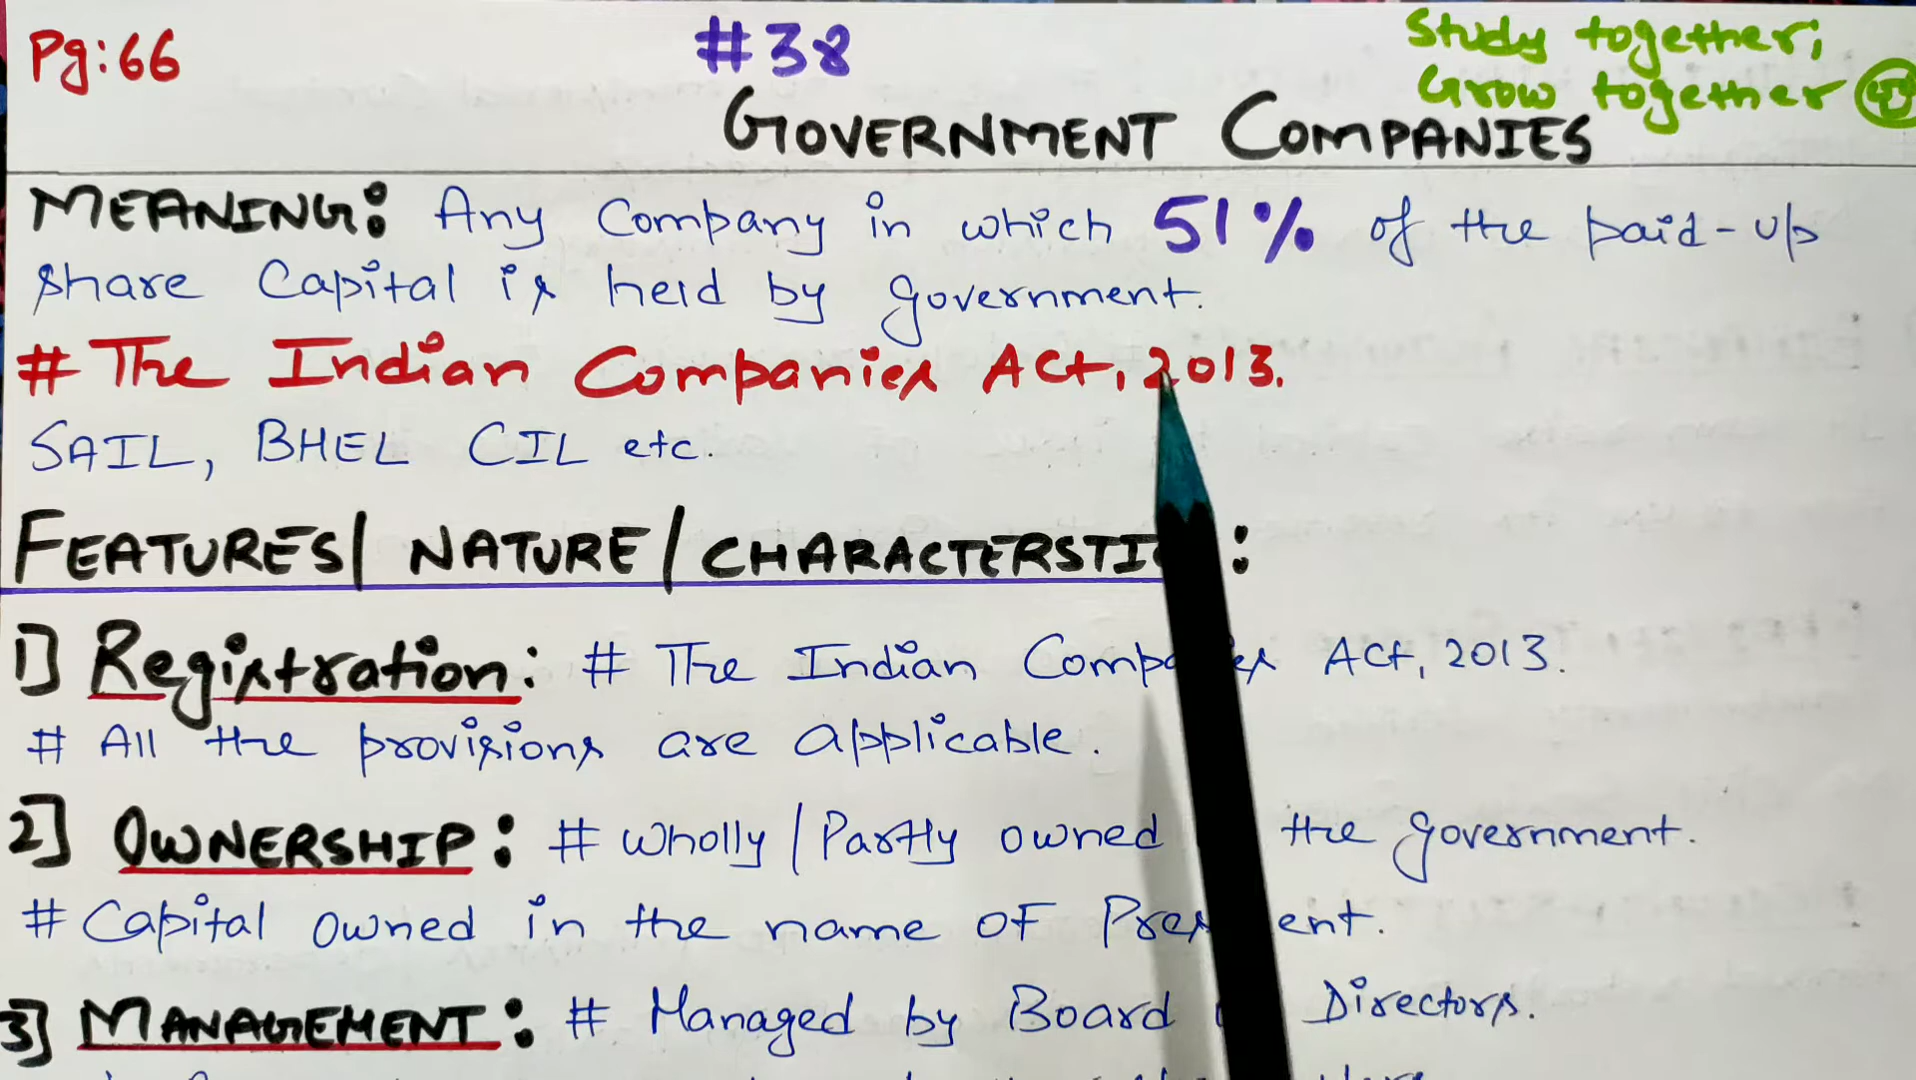 Pg:66
#38
Study together,
Grow together
GOVERNMENT COMPANIES
MEANING: Any Company in which 51% of the paid-up
share Capital is held by government.
# The Indian Companies Act, 2013.
SAIL, BHEL CIL etc.
FEATURES/ NATURE/CHARACTERSTI :
1] Registration: # The Indian Comp es Act, 2013.
# All the provisions are applicable.
2] OWNERSHIP: # Wholly/Partly owned the government.
# Capital owned in the name of Pres ent.
3] MANAGEMENT: # Managed by Board Directors.